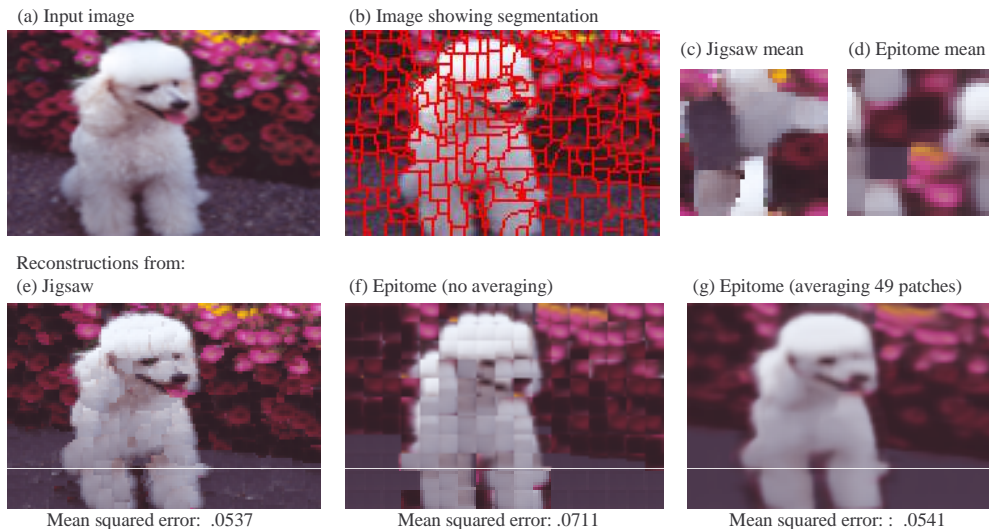 (a) Input image
(b) Image showing segmentation
(c) Jigsaw mean
(d) Epitome mean
Reconstructions from:
(e) Jigsaw
(f) Epitome (no averaging)
(g) Epitome (averaging 49 patches)
Mean squared error: .0537
Mean squared error: .0711
Mean squared error: : .0541